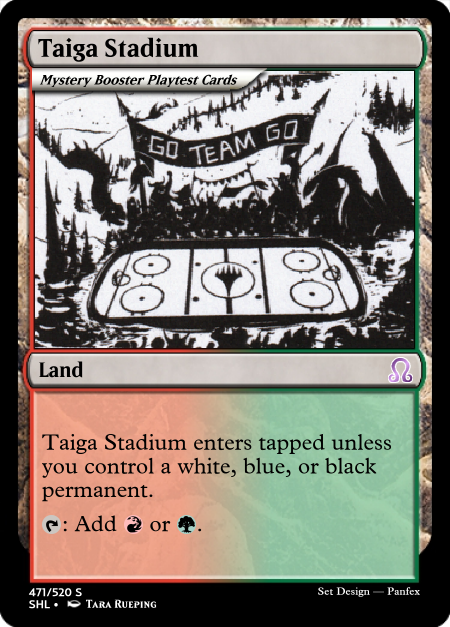 Taiga Stadium
Mystery Booster Playtest Cards
GO TEAM GO
Land
Taiga Stadium enters tapped unless
you control a white, blue, or black
permanent.
: Add or .
471/520 S
SHL • Tara Rueping
Set Design — Panfex